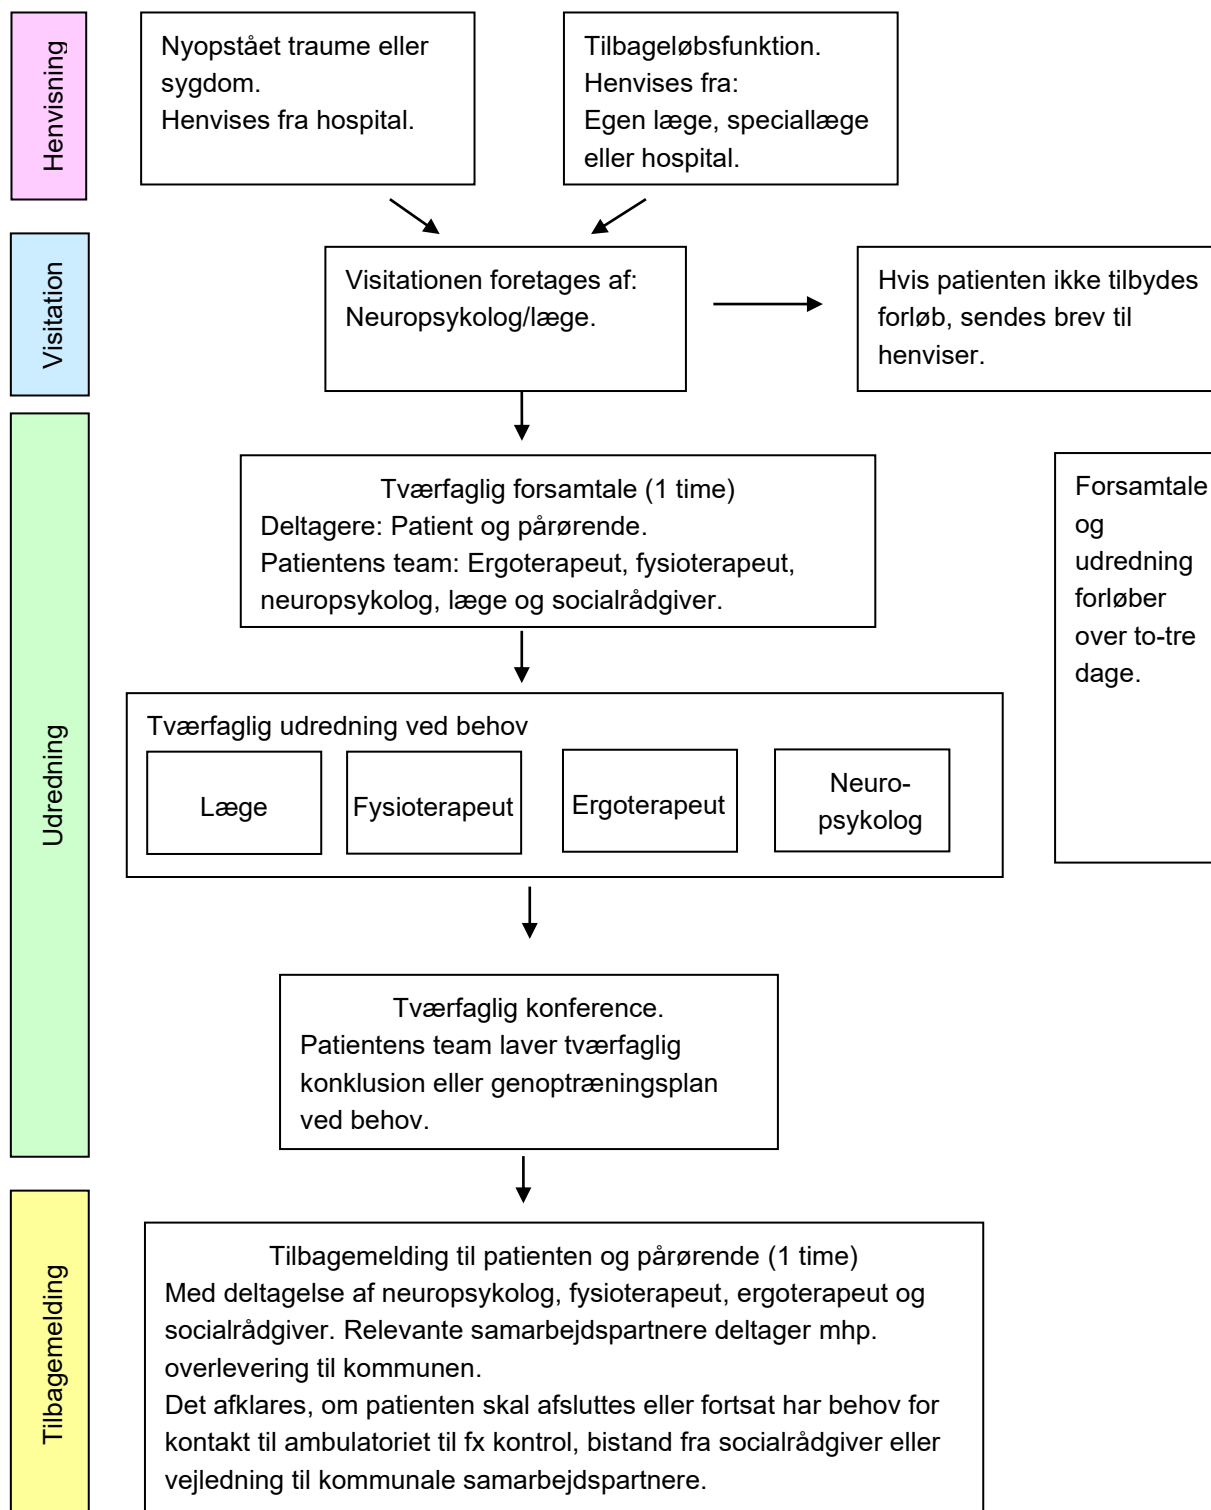 Henvisning
Nyopstået traume eller
sygdom.
Henvises fra hospital.
Tilbageløbsfunktion.
Henvises fra:
Egen læge, speciallæge
eller hospital.
Visitation
Visitationen foretages af:
Neuropsykolog/læge.
Hvis patienten ikke tilbydes
forløb, sendes brev til
henviser.
Udredning
Tværfaglig forsamtale (1 time)
Deltagere: Patient og pårørende.
Patientens team: Ergoterapeut, fysioterapeut,
neuropsykolog, læge og socialrådgiver.
Forsamtale
og
udredning
forløber
over to-tre
dage.
Tværfaglig udredning ved behov
Læge
Fysioterapeut
Ergoterapeut
Neuro-
psykolog
Tværfaglig konference.
Patientens team laver tværfaglig
konklusion eller genoptræningsplan
ved behov.
Tilbagemelding
Tilbagemelding til patienten og pårørende (1 time)
Med deltagelse af neuropsykolog, fysioterapeut, ergoterapeut og
socialrådgiver. Relevante samarbejdspartnere deltager mhp.
overlevering til kommunen.
Det afklares, om patienten skal afsluttes eller fortsat har behov for
kontakt til ambulatoriet til fx kontrol, bistand fra socialrådgiver eller
vejledning til kommunale samarbejdspartnere.